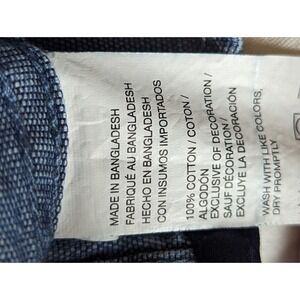 MADE IN BANGLADESH
FABRIQUÉ AU BANGLADESH
HECHO EN BANGLADESH
CON INSUMOS IMPORTADOS
100% COTTON / COTON /
ALGODON
EXCLUSIVE OF DECORATION /
SAUF DÉCORATION /
EXCLUYE LA DECORACIÓN
WASH WITH LIKE COLORS,
DRY PROMPTLY